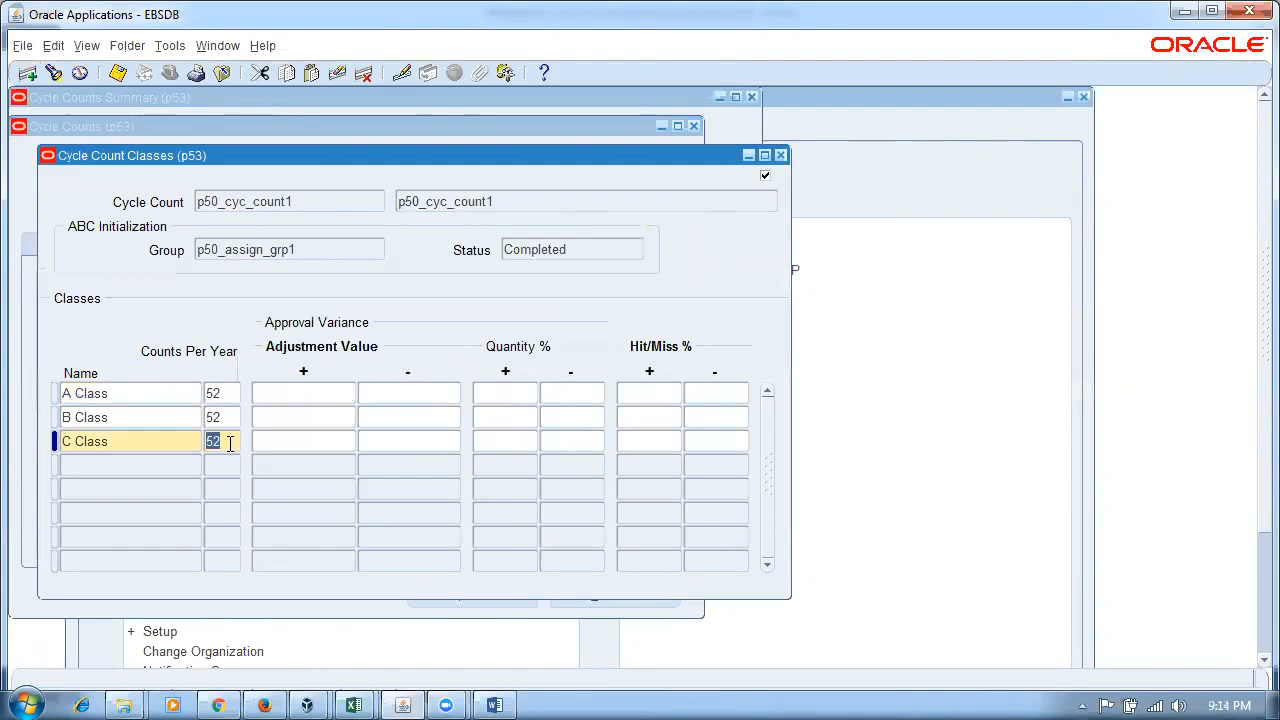 Oracle Applications - EBSDB
File Edit View Folder Tools Window Help
ORACLE
Cycle Counts Summary (p53)
Cycle Counts (p53)
Cycle Count Classes (p53)
Cycle Count p50_cyc_count1 p50_cyc_count1
ABC Initialization
Group p50_assign_grp1 Status Completed
Classes
Approval Variance
Counts Per Year Adjustment Value Quantity % Hit/Miss %
Name + - + - + -
A Class 52
B Class 52
C Class 52
+ Setup
Change Organization
9:14 PM